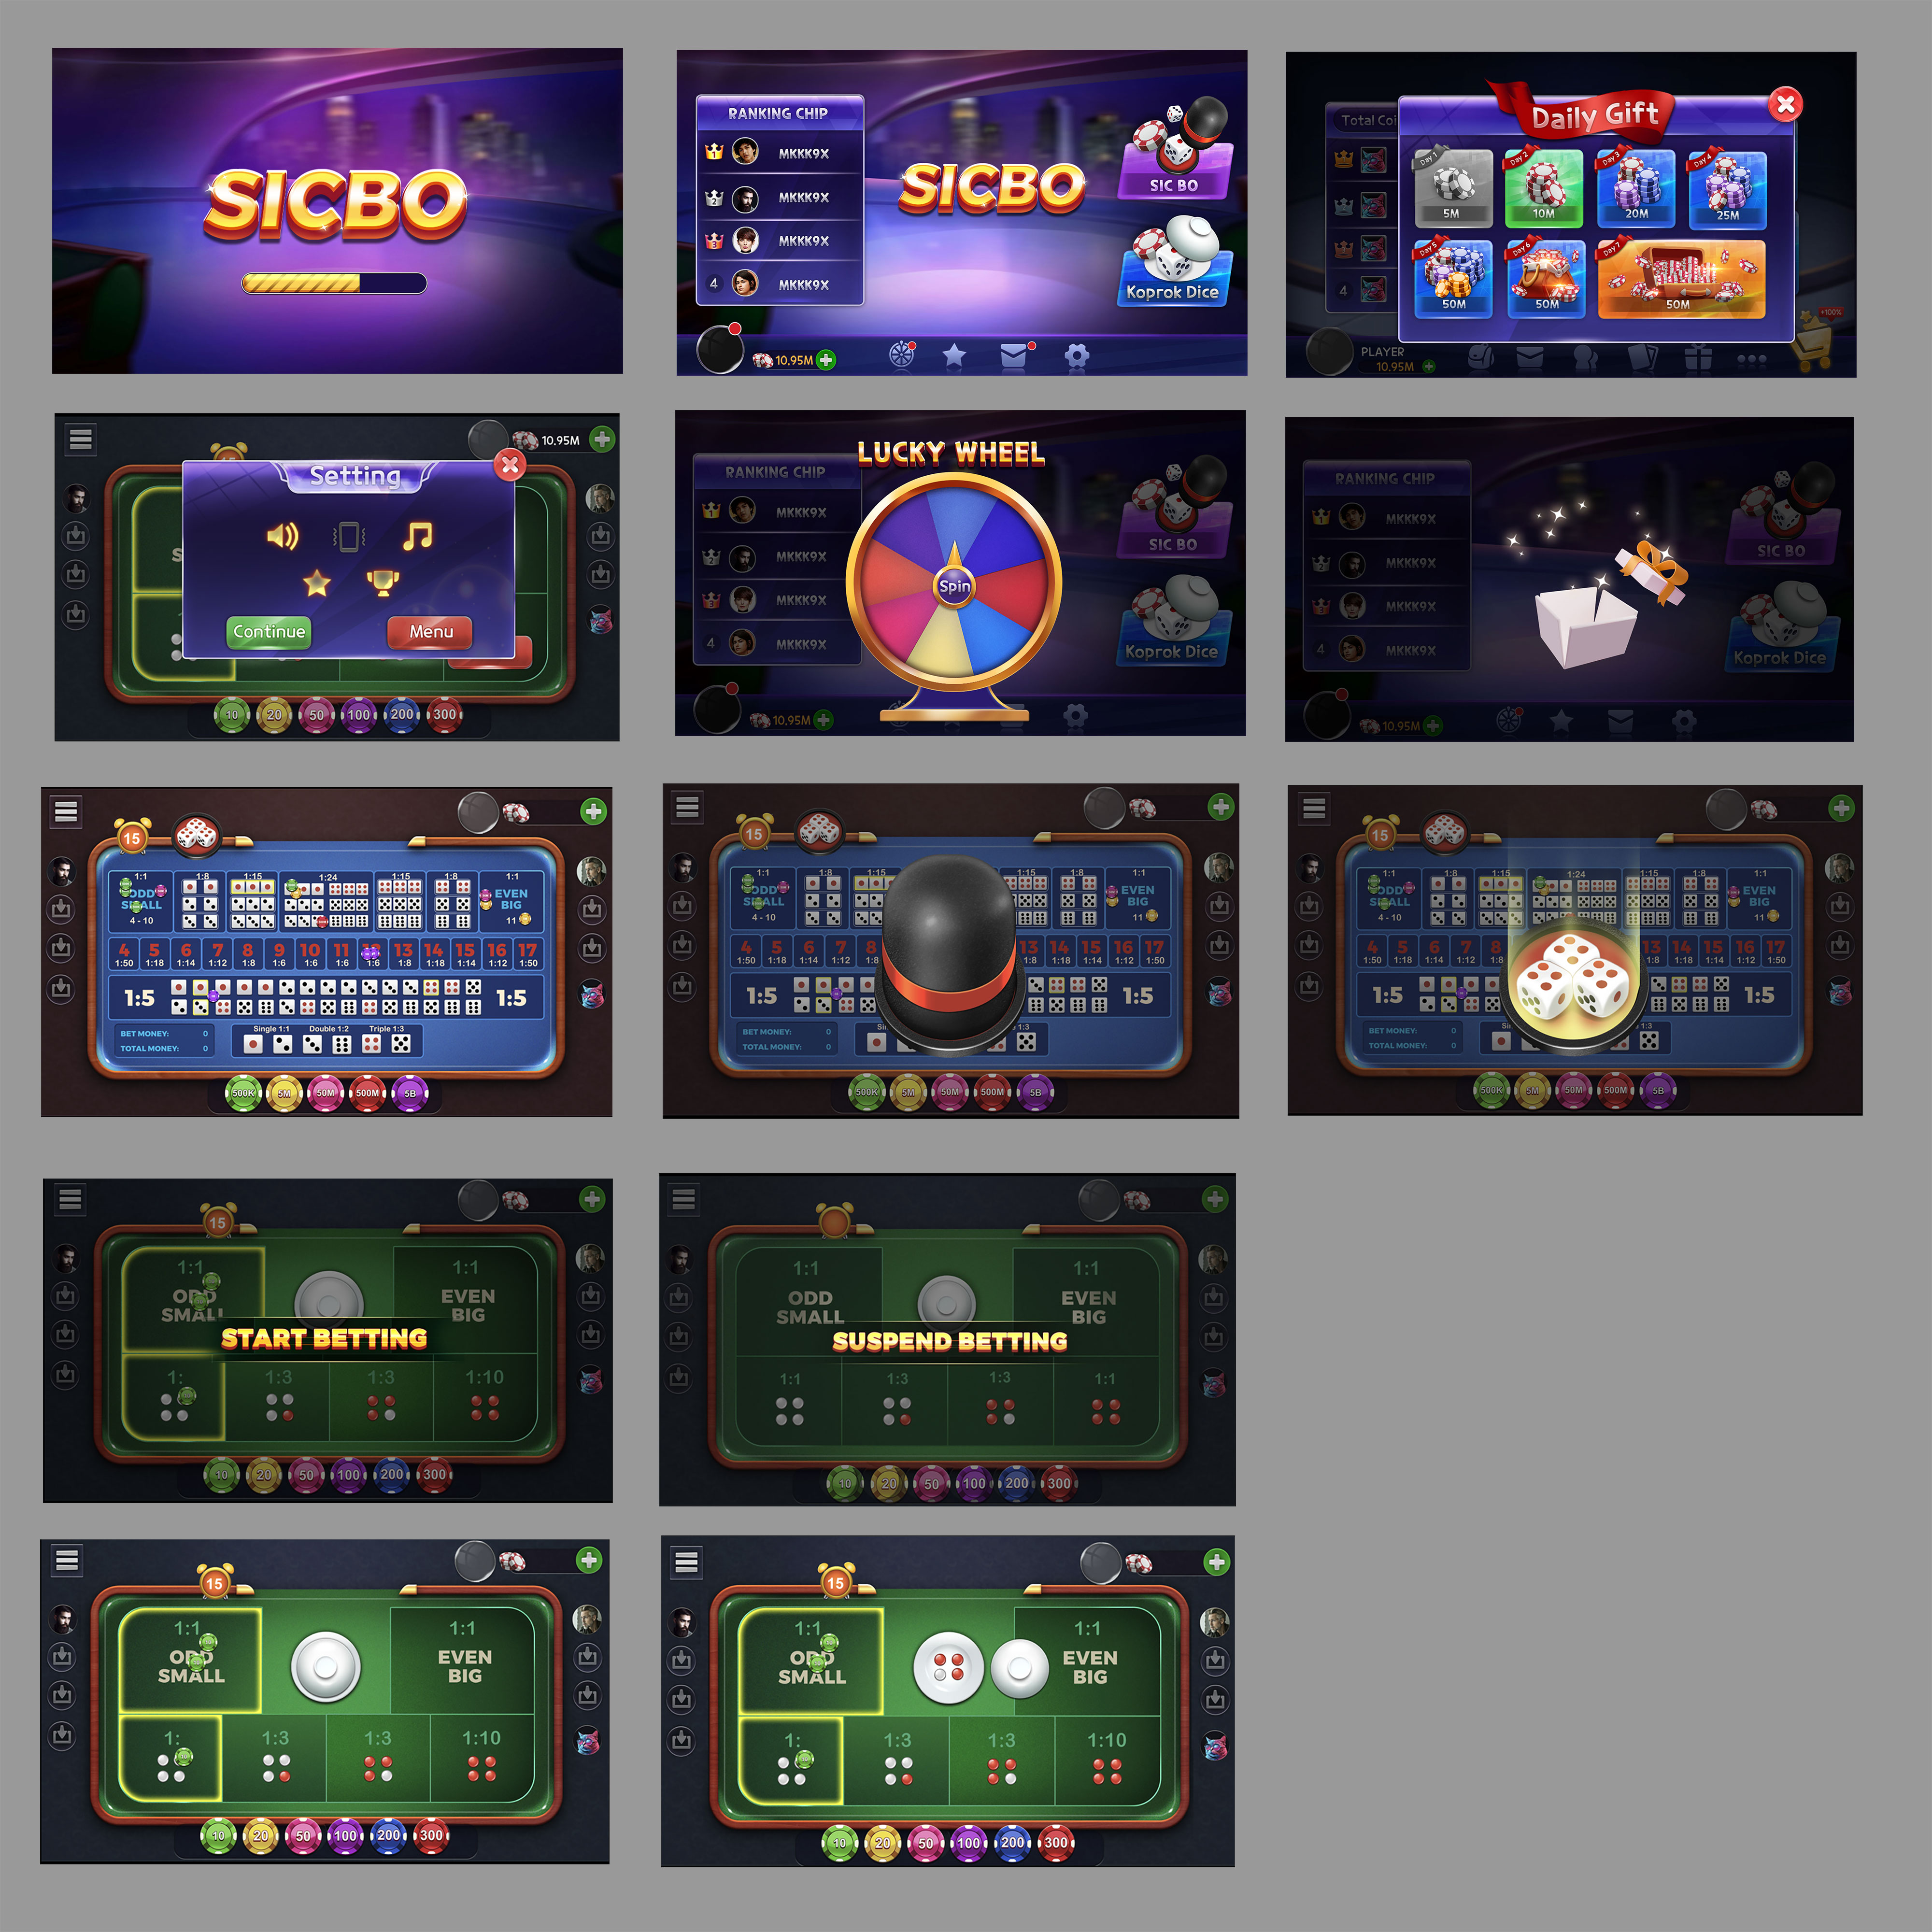 SICBO
RANKING CHIP
1 MKKK9X
2 MKKK9X
3 MKKK9X
4 MKKK9X
SICBO
SIC BO
Koprok Dice
10.95M
Daily Gift
Total Coi
4
Day 1
5M
Day 2
10M
Day 3
20M
Day 4
25M
Day 5
50M
Day 6
50M
Day 7
50M
PLAYER
10.95M
+100%
10.95M
Setting
Continue
Menu
10 20 50 100 200 300
LUCKY WHEEL
RANKING CHIP
1 MKKK9X
2 MKKK9X
3 MKKK9X
4 MKKK9X
Spin
SIC BO
Koprok Dice
10.95M
RANKING CHIP
1 MKKK9X
MKKK9X
MKKK9X
4 MKKK9X
SIC BO
Koprok Dice
10.95M
15
1:1 1:8 1:15 1:24 1:15 1:8 1:1
ODD
SMALL
4 - 10
EVEN
BIG
11
4 5 6 7 8 9 10 11 13 14 15 16 17
1:50 1:18 1:14 1:12 1:8 1:6 1:6 1:6 1:6 1:8 1:18 1:14 1:12 1:50
1:5 1:5
BET MONEY: 0
TOTAL MONEY: 0
Single 1:1 Double 1:2 Triple 1:3
500K 5M 50M 500M 5B
15
1:1 1:8 1:15 1:8 1:1
ODD
SMALL
4 - 10
EVEN
BIG
11
4 5 6 7 8 13 14 15 16 17
1:50 1:18 1:14 1:12 1:8 1:18 1:14 1:12 1:50
1:5 1:5
BET MONEY: 0
TOTAL MONEY: 0
1:3
500K 5M 50M 500M 5B
15
1:1 1:8 1:15 1:24 1:15 1:8 1:1
ODD
SMALL
4 - 10
EVEN
BIG
11
4 5 6 7 8 13 14 15 16 17
1:50 1:18 1:14 1:12 1:8 1:18 1:14 1:12 1:50
1:5 1:5
BET MONEY: 0
TOTAL MONEY: 0
1:3
500K 5M 50M 500M 5B
15
1:1 1:1
ODD
SMALL
EVEN
BIG
START BETTING
1: 1:3 1:3 1:10
10 20 50 100 200 300
1:1 1:1
ODD
SMALL
EVEN
BIG
SUSPEND BETTING
1:1 1:3 1:3 1:1
10 20 50 100 200 300
15
1:1 1:1
ODD
SMALL
EVEN
BIG
1: 1:3 1:3 1:10
10 20 50 100 200 300
15
1:1 1:1
ODD
SMALL
EVEN
BIG
1: 1:3 1:3 1:10
10 20 50 100 200 300